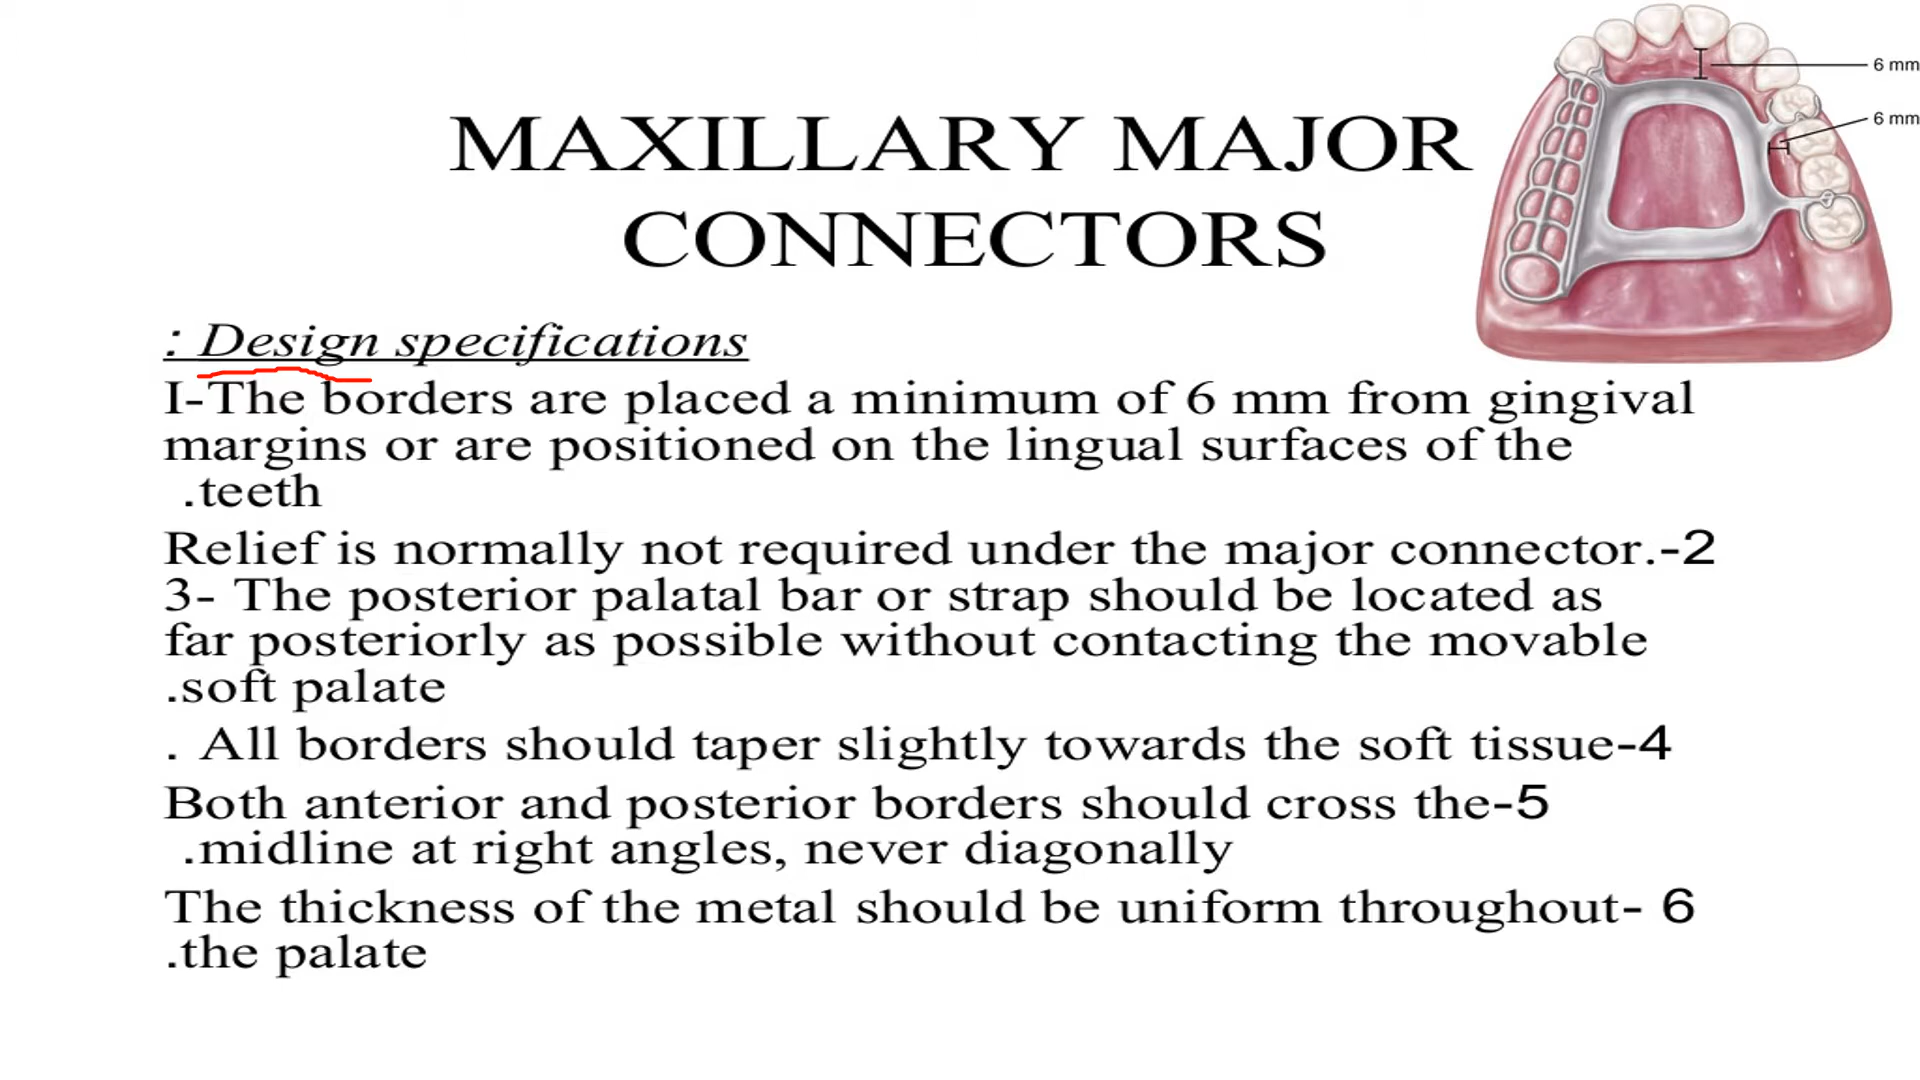 6 mm
6 mm
MAXILLARY MAJOR
CONNECTORS
: Design specifications
I-The borders are placed a minimum of 6 mm from gingival
margins or are positioned on the lingual surfaces of the
.teeth
Relief is normally not required under the major connector.-2
3- The posterior palatal bar or strap should be located as
far posteriorly as possible without contacting the movable
.soft palate
. All borders should taper slightly towards the soft tissue-4
Both anterior and posterior borders should cross the-5
.midline at right angles, never diagonally
The thickness of the metal should be uniform throughout- 6
.the palate